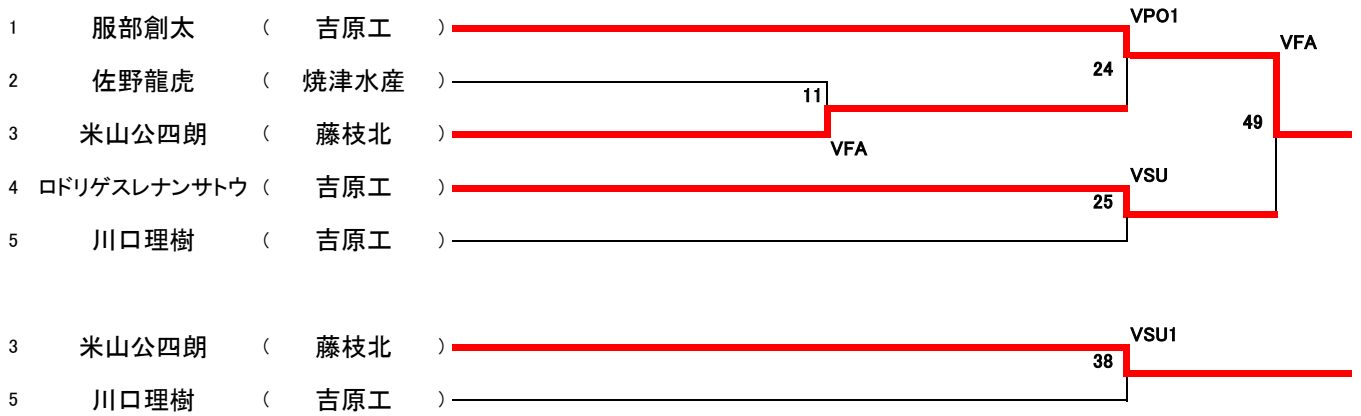 VPO1
1 服部創太 ( 吉原工 )
VFA
24
2 佐野龍虎 ( 焼津水産 )
11
49
3 米山公四朗 ( 藤枝北 )
VFA
VSU
4 ロドリゲスレナンサトウ ( 吉原工 )
25
5 川口理樹 ( 吉原工 )
VSU1
3 米山公四朗 ( 藤枝北 )
38
5 川口理樹 ( 吉原工 )